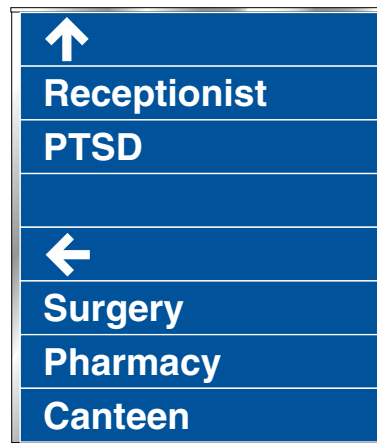 ↑
Receptionist
PTSD
←
Surgery
Pharmacy
Canteen